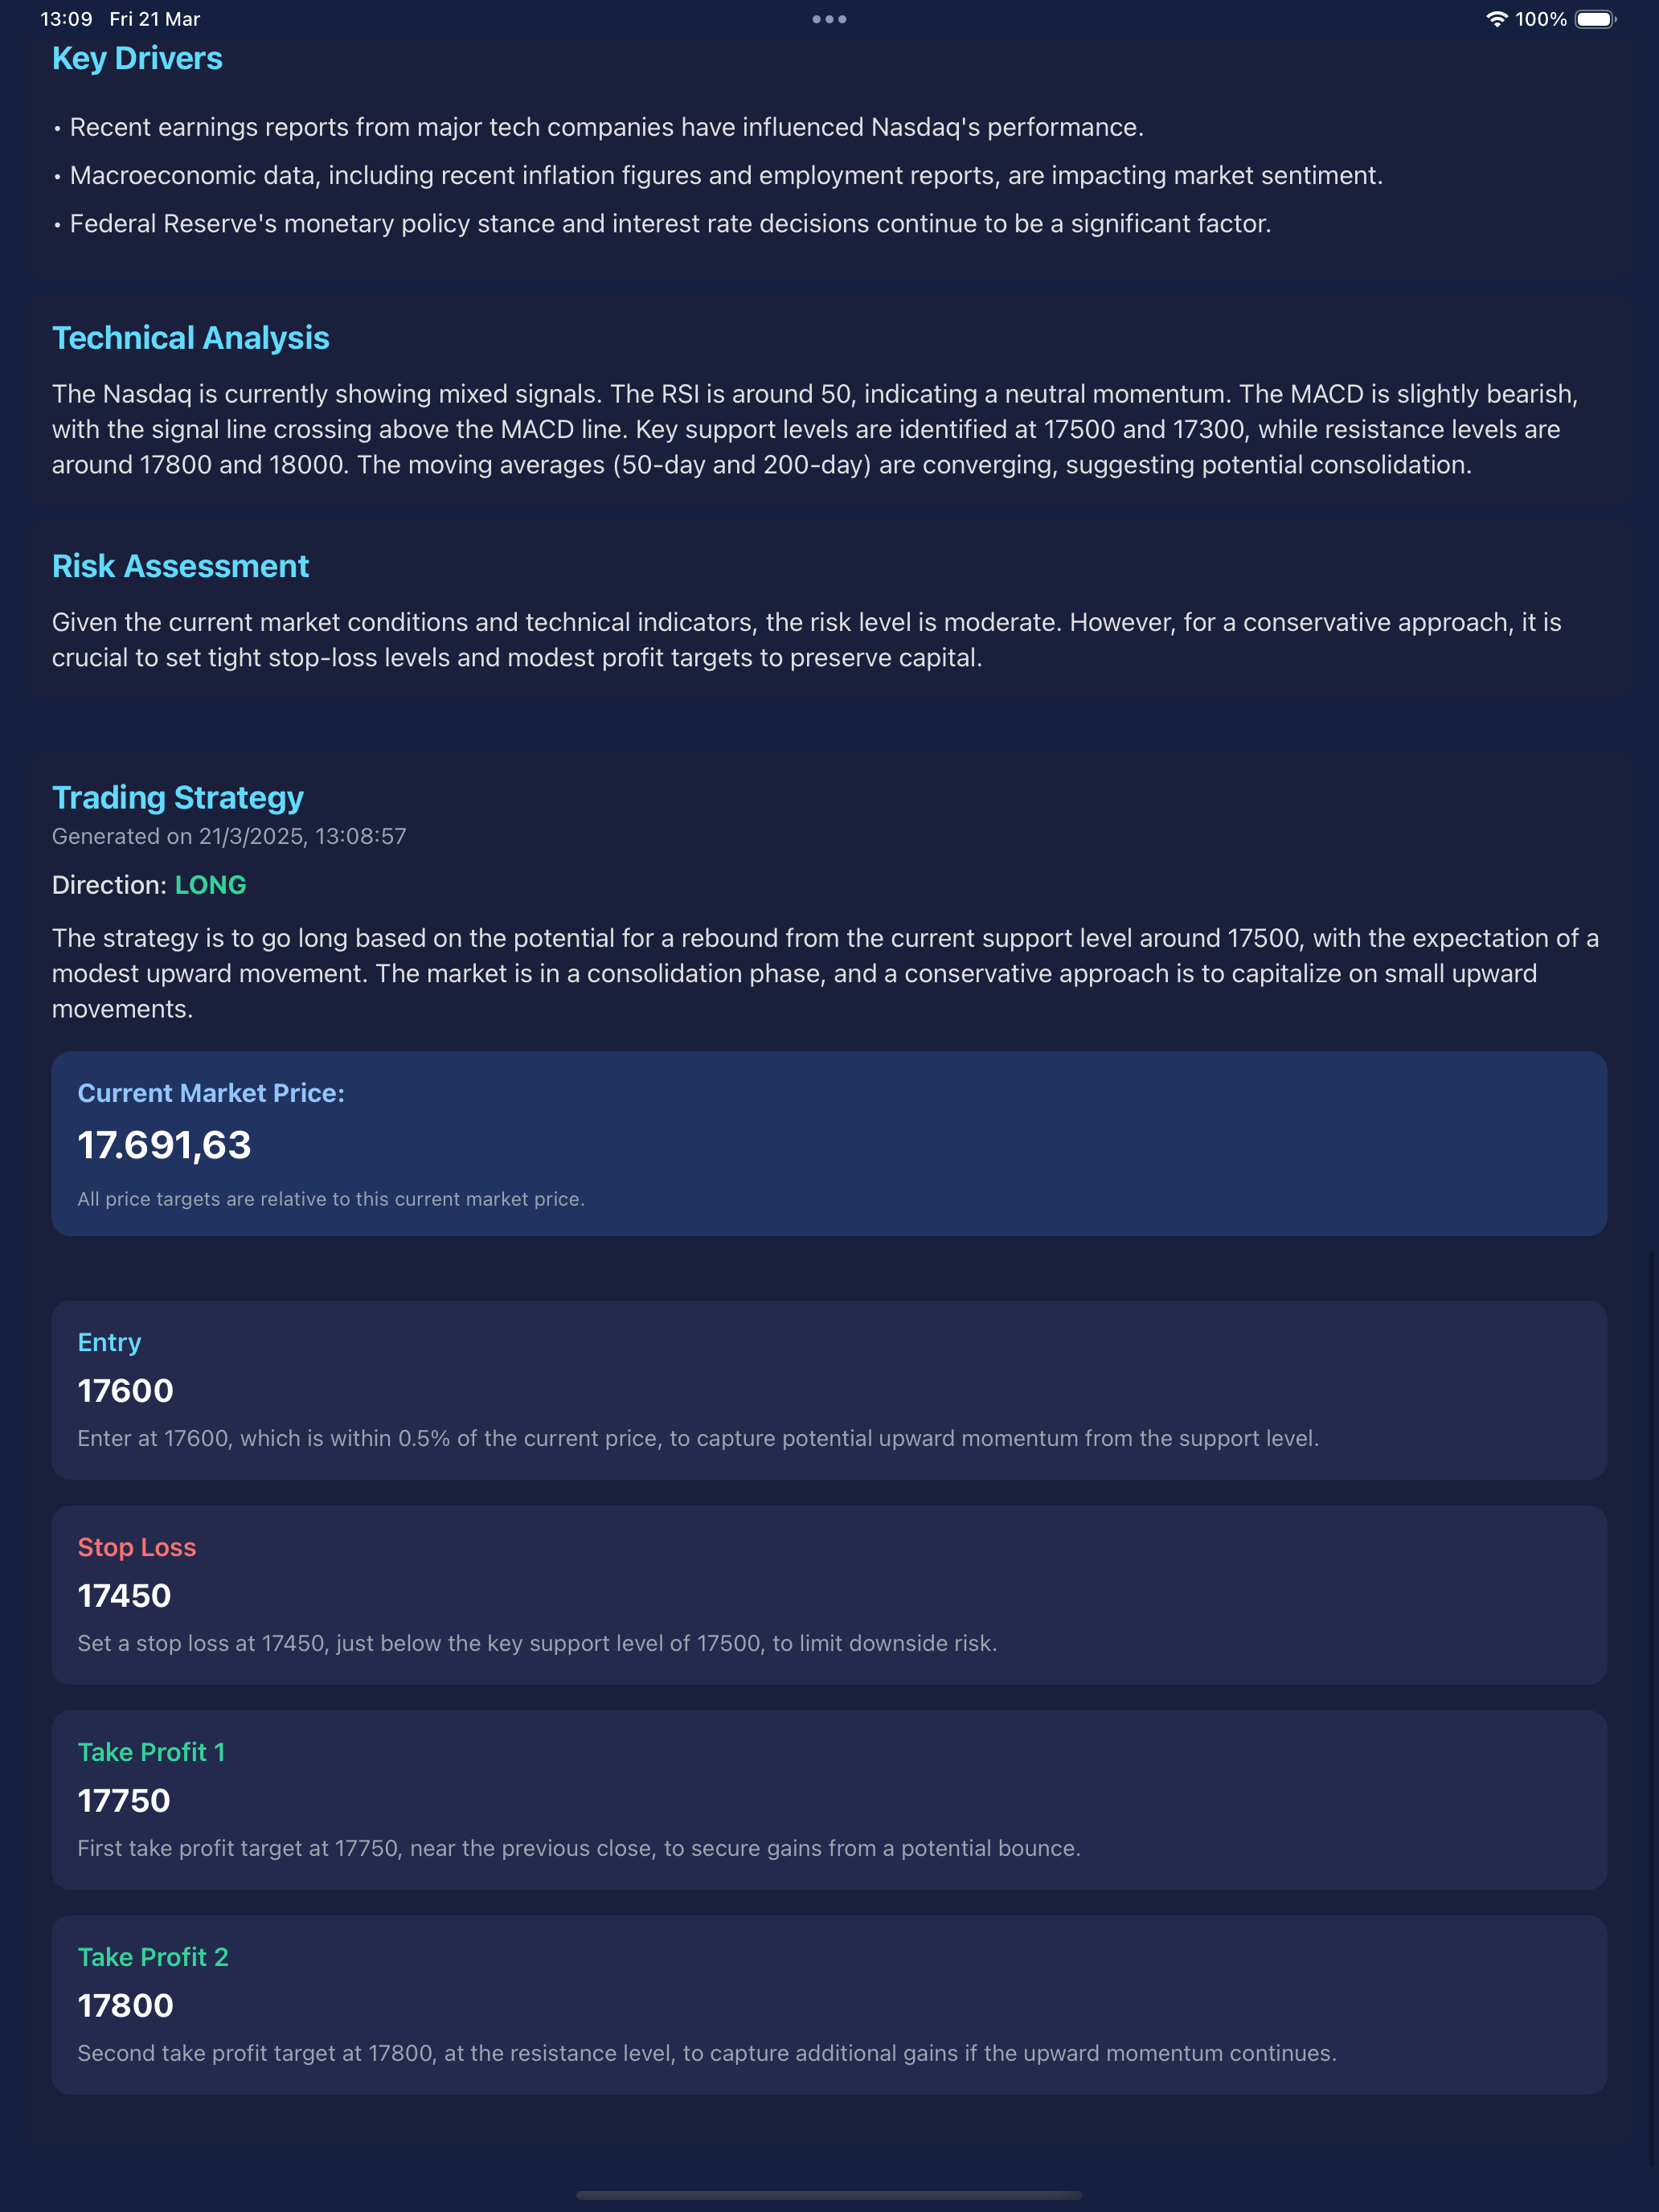 13:09 Fri 21 Mar
100%
Key Drivers
• Recent earnings reports from major tech companies have influenced Nasdaq's performance.
• Macroeconomic data, including recent inflation figures and employment reports, are impacting market sentiment.
• Federal Reserve's monetary policy stance and interest rate decisions continue to be a significant factor.
Technical Analysis
The Nasdaq is currently showing mixed signals. The RSI is around 50, indicating a neutral momentum. The MACD is slightly bearish,
with the signal line crossing above the MACD line. Key support levels are identified at 17500 and 17300, while resistance levels are
around 17800 and 18000. The moving averages (50-day and 200-day) are converging, suggesting potential consolidation.
Risk Assessment
Given the current market conditions and technical indicators, the risk level is moderate. However, for a conservative approach, it is
crucial to set tight stop-loss levels and modest profit targets to preserve capital.
Trading Strategy
Generated on 21/3/2025, 13:08:57
Direction: LONG
The strategy is to go long based on the potential for a rebound from the current support level around 17500, with the expectation of a
modest upward movement. The market is in a consolidation phase, and a conservative approach is to capitalize on small upward
movements.
Current Market Price:
17.691,63
All price targets are relative to this current market price.
Entry
17600
Enter at 17600, which is within 0.5% of the current price, to capture potential upward momentum from the support level.
Stop Loss
17450
Set a stop loss at 17450, just below the key support level of 17500, to limit downside risk.
Take Profit 1
17750
First take profit target at 17750, near the previous close, to secure gains from a potential bounce.
Take Profit 2
17800
Second take profit target at 17800, at the resistance level, to capture additional gains if the upward momentum continues.